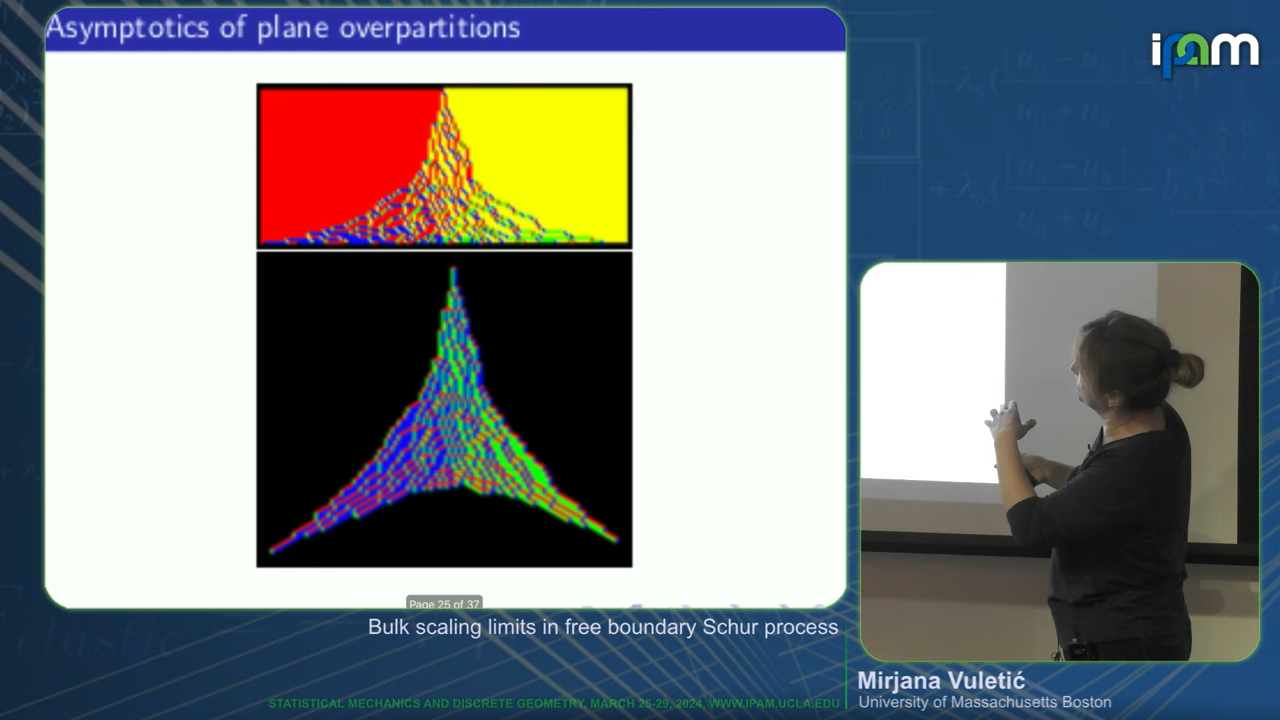 Asymptotics of plane overpartitions
ipam
Page 25 of 37
Bulk scaling limits in free boundary Schur process
Mirjana Vuletić
University of Massachusetts Boston
STATISTICAL MECHANICS AND DISCRETE GEOMETRY, MARCH 25-29, 2024, WWW.IPAM.UCLA.EDU